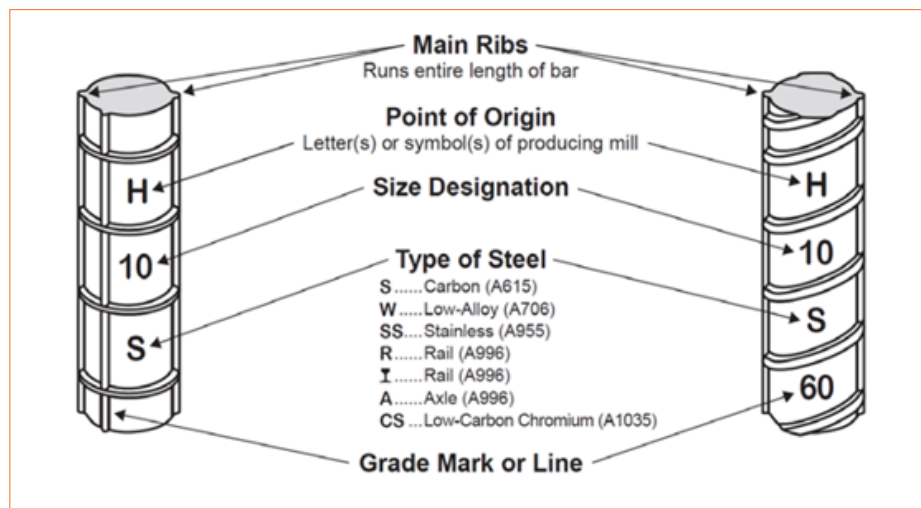 Main Ribs
Runs entire length of bar
Point of Origin
Letter(s) or symbol(s) of producing mill
H
H
Size Designation
10
10
Type of Steel
S ...... Carbon (A615)
W ..... Low-Alloy (A706)
SS .... Stainless (A955)
R ...... Rail (A996)
I ...... Rail (A996)
A ...... Axle (A996)
CS ... Low-Carbon Chromium (A1035)
S
S
60
Grade Mark or Line